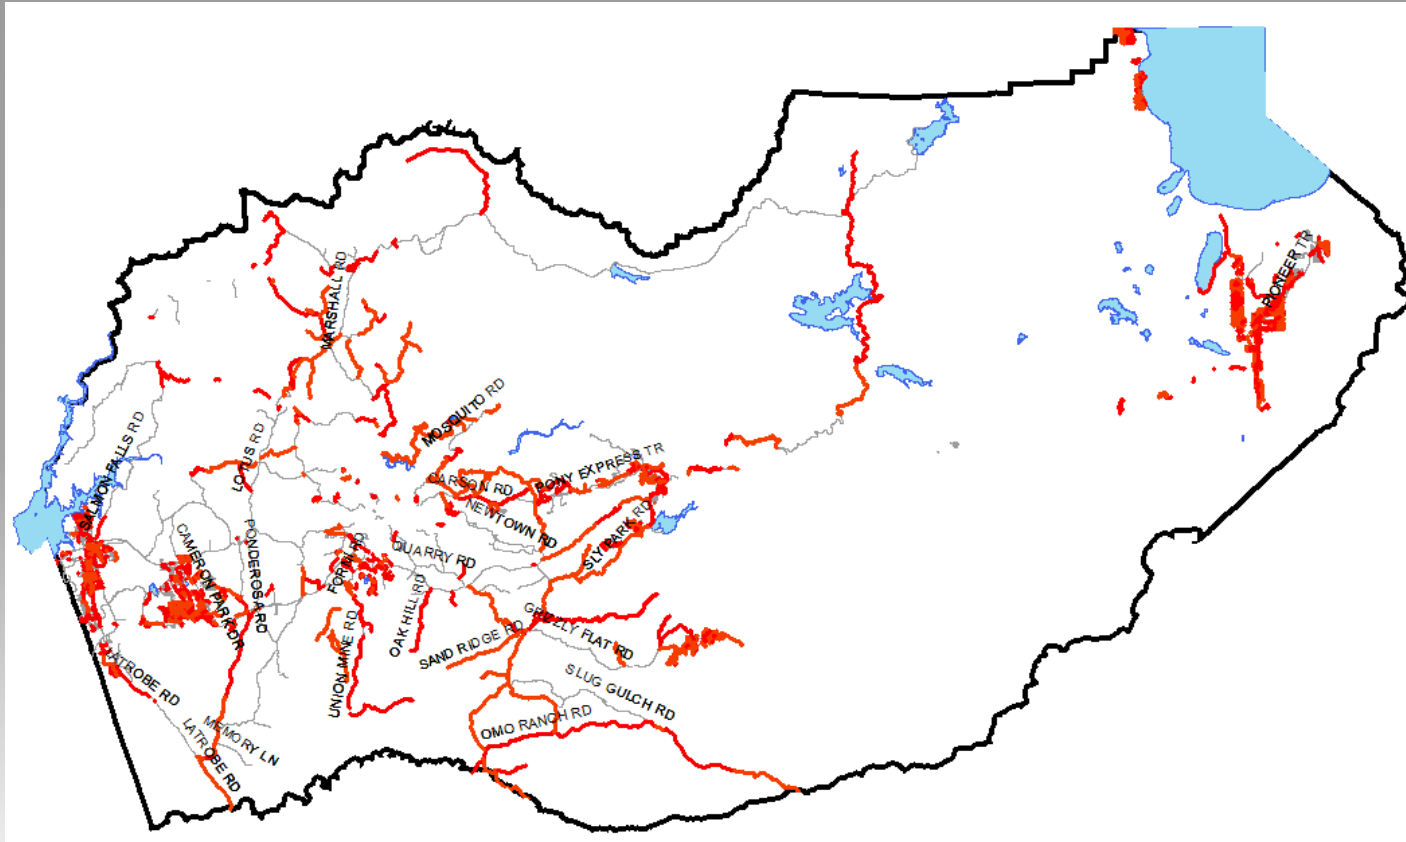 PIONEER TR
MARSHALL RD
MOSQUITO RD
SALMON FALLS RD
LOTUS RD
PONY EXPRESS TR
CARSON RD
NEWTOWN RD
SLY PARK RD
CAMERON PARK DR
PONDEROSA RD
FORNI RD
QUARRY RD
OAK HILL RD
SAND RIDGE RD
GRIZZLY FLAT RD
UNION MINE RD
LATROBE RD
SLUG GULCH RD
OMO RANCH RD
MEMORY LN
LATROBE RD